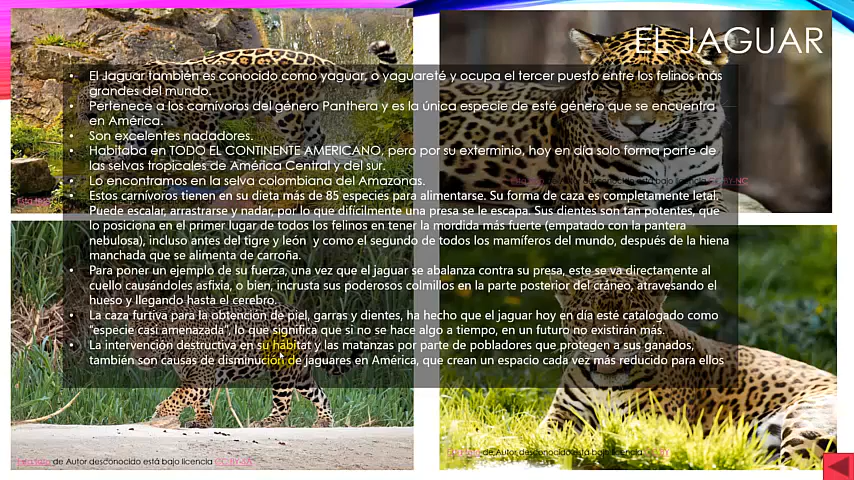 EL JAGUAR
• El Jaguar también es conocido como yaguar, o yaguareté y ocupa el tercer puesto entre los felinos más
grandes del mundo.
• Pertenece a los carnívoros del género Panthera y es la única especie de esté género que se encuentra
en América.
• Son excelentes nadadores.
• Habitaba en TODO EL CONTINENTE AMERICANO, pero por su exterminio, hoy en día solo forma parte de
las selvas tropicales de América Central y del sur.
• Lo encontramos en la selva colombiana del Amazonas.
• Estos carnívoros tienen en su dieta más de 85 especies para alimentarse. Su forma de caza es completamente letal.
Puede escalar, arrastrarse y nadar, por lo que difícilmente una presa se le escapa. Sus dientes son tan potentes, que
lo posiciona en el primer lugar de todos los felinos en tener la mordida más fuerte (empatado con la pantera
nebulosa), incluso antes del tigre y león y como el segundo de todos los mamíferos del mundo, después de la hiena
manchada que se alimenta de carroña.
• Para poner un ejemplo de su fuerza, una vez que el jaguar se abalanza contra su presa, este se va directamente al
cuello causándoles asfixia, o bien, incrusta sus poderosos colmillos en la parte posterior del cráneo, atravesando el
hueso y llegando hasta el cerebro.
• La caza furtiva para la obtención de piel, garras y dientes, ha hecho que el jaguar hoy en día esté catalogado como
"especie casi amenazada", lo que significa que si no se hace algo a tiempo, en un futuro no existirán más.
• La intervención destructiva en su hábitat y las matanzas por parte de pobladores que protegen a sus ganados,
también son causas de disminución de jaguares en América, que crean un espacio cada vez más reducido para ellos
de Autor desconocido está bajo licencia CC BY-SA
de Autor desconocido está bajo licencia